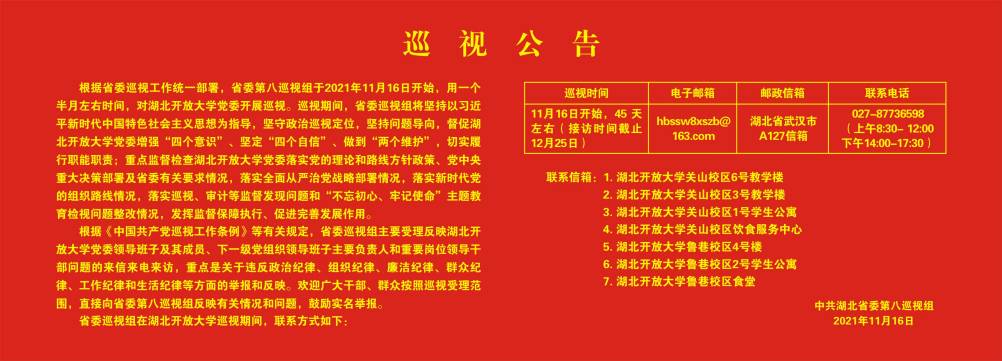 巡视公告
根据省委巡视工作统一部署，省委第八巡视组于2021年11月16日开始，用一个
半月左右时间，对湖北开放大学党委开展巡视。巡视期间，省委巡视组将坚持以习近
平新时代中国特色社会主义思想为指导，坚守政治巡视定位，坚持问题导向，督促湖
北开放大学党委增强“四个意识”、坚定“四个自信”、做到“两个维护”，切实履
行职能职责；重点监督检查湖北开放大学党委落实党的理论和路线方针政策、党中央
重大决策部署及省委有关要求情况，落实全面从严治党战略部署情况，落实新时代党
的组织路线情况，落实巡视、审计等监督发现问题和“不忘初心、牢记使命”主题教
育检视问题整改情况，发挥监督保障执行、促进完善发展作用。
根据《中国共产党巡视工作条例》等有关规定，省委巡视组主要受理反映湖北开
放大学党委领导班子及其成员、下一级党组织领导班子主要负责人和重要岗位领导干
部问题的来信来电来访，重点是关于违反政治纪律、组织纪律、廉洁纪律、群众纪
律、工作纪律和生活纪律等方面的举报和反映。欢迎广大干部、群众按照巡视受理范
围，直接向省委第八巡视组反映有关情况和问题，鼓励实名举报。
省委巡视组在湖北开放大学巡视期间，联系方式如下：
巡视时间 电子邮箱 邮政信箱 联系电话
11月16日开始，45 天
左右（接访时间截止
12月25日）
hbssw8xszb@
163.com
湖北省武汉市
A127信箱
027-87736598
（上午8:30- 12:00
下午14:00-17:30）
联系信箱：1. 湖北开放大学关山校区6号教学楼
2. 湖北开放大学关山校区3号教学楼
3. 湖北开放大学关山校区1号学生公寓
4. 湖北开放大学关山校区饮食服务中心
5. 湖北开放大学鲁巷校区4号楼
6. 湖北开放大学鲁巷校区2号学生公寓
7. 湖北开放大学鲁巷校区食堂
中共湖北省委第八巡视组
2021年11月16日